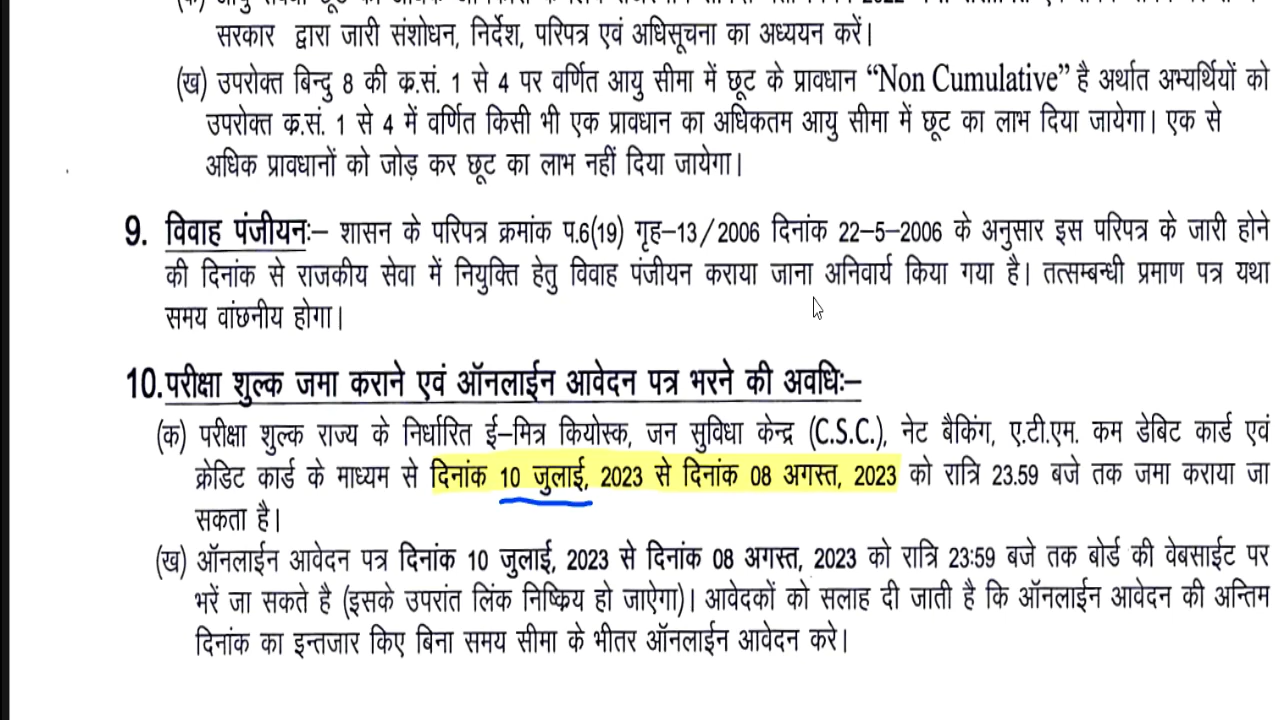 सरकार द्वारा जारी संशोधन, निर्देश, परिपत्र एवं अधिसूचना का अध्ययन करें।
(ख) उपरोक्त बिन्दु 8 की क्र.सं. 1 से 4 पर वर्णित आयु सीमा में छूट के प्रावधान “Non Cumulative” है अर्थात अभ्यर्थियों को
उपरोक्त क्र.सं. 1 से 4 में वर्णित किसी भी एक प्रावधान का अधिकतम आयु सीमा में छूट का लाभ दिया जायेगा। एक से
अधिक प्रावधानों को जोड़ कर छूट का लाभ नहीं दिया जायेगा।
9. विवाह पंजीयनः– शासन के परिपत्र क्रमांक प.6(19) गृह–13/2006 दिनांक 22–5–2006 के अनुसार इस परिपत्र के जारी होने
की दिनांक से राजकीय सेवा में नियुक्ति हेतु विवाह पंजीयन कराया जाना अनिवार्य किया गया है। तत्सम्बन्धी प्रमाण पत्र यथा
समय वांछनीय होगा।
10.परीक्षा शुल्क जमा कराने एवं ऑनलाईन आवेदन पत्र भरने की अवधिः–
(क) परीक्षा शुल्क राज्य के निर्धारित ई–मित्र कियोस्क, जन सुविधा केन्द्र (C.S.C.), नेट बैकिंग, ए.टी.एम. कम डेबिट कार्ड एवं
क्रेडिट कार्ड के माध्यम से दिनांक 10 जुलाई, 2023 से दिनांक 08 अगस्त, 2023 को रात्रि 23.59 बजे तक जमा कराया जा
सकता है।
(ख) ऑनलाईन आवेदन पत्र दिनांक 10 जुलाई, 2023 से दिनांक 08 अगस्त, 2023 को रात्रि 23:59 बजे तक बोर्ड की वेबसाईट पर
भरें जा सकते है (इसके उपरांत लिंक निष्क्रिय हो जाऐगा)। आवेदकों को सलाह दी जाती है कि ऑनलाईन आवेदन की अन्तिम
दिनांक का इन्तजार किए बिना समय सीमा के भीतर ऑनलाईन आवेदन करे।